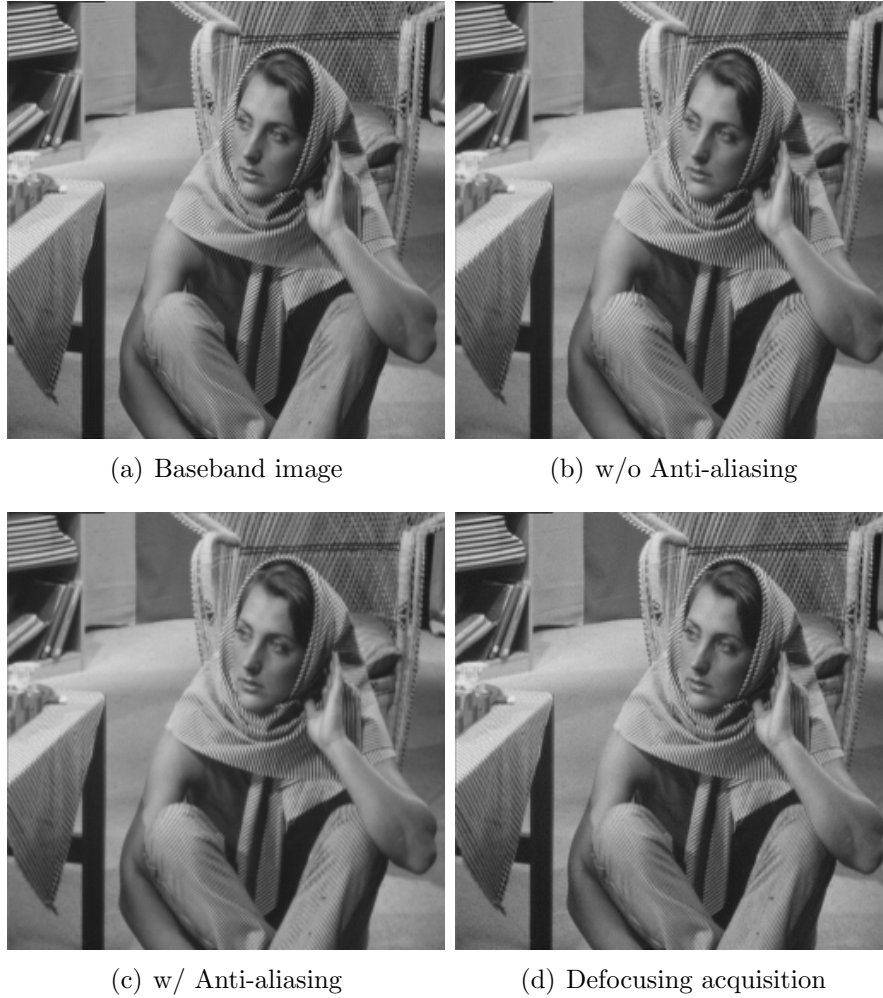 (a) Baseband image
(b) w/o Anti-aliasing
(c) w/ Anti-aliasing
(d) Defocusing acquisition